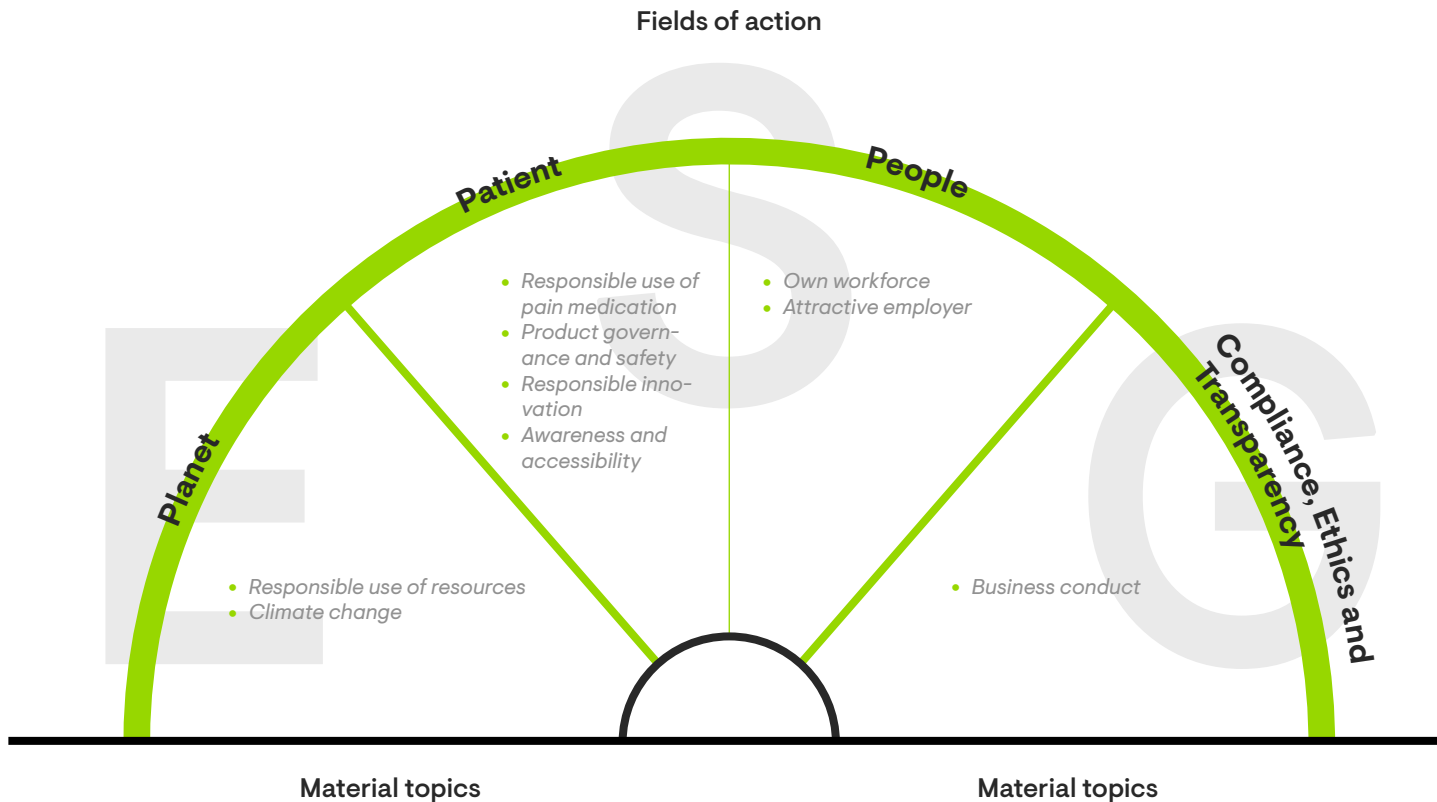 Fields of action
E
S
G
Planet
Patient
People
Compliance, Ethics and
Transparency
Responsible use of resources
Climate change
Responsible use of
pain medication
Product govern-
ance and safety
Responsible inno-
vation
Awareness and
accessibility
Own workforce
Attractive employer
Business conduct
Material topics
Material topics